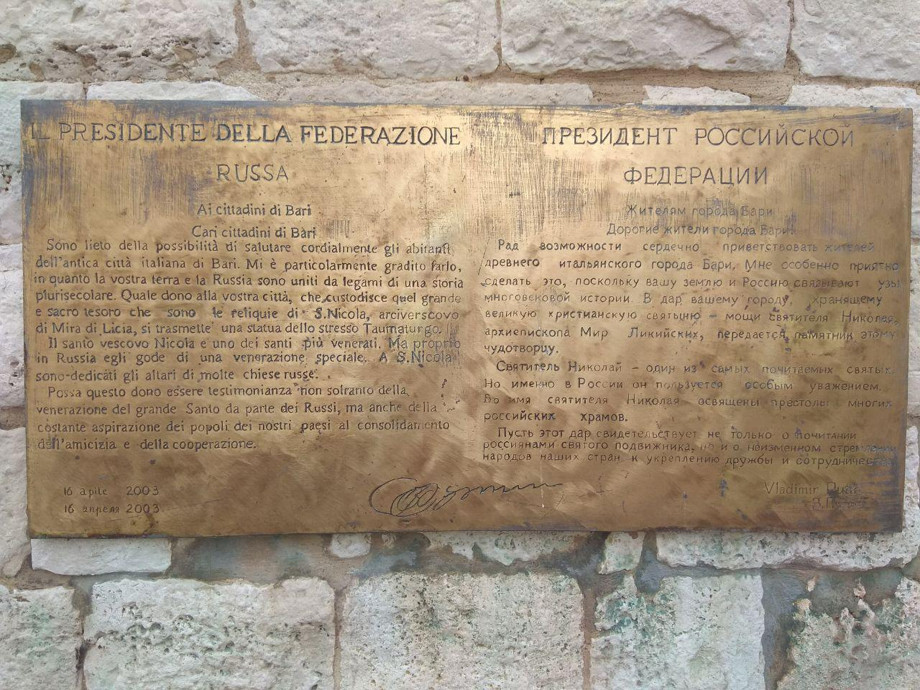 IL PRESIDENTE DELLA FEDERAZIONE
RUSSA
Ai cittadini di Bari
Cari cittadini di Bari
Sono lieto della possibilità di salutare cordialmente gli abitanti
dell'antica città italiana di Bari. Mi è particolarmente gradito farlo,
in quanto la vostra terra e la Russia sono uniti da legami di una storia
plurisecolare. Quale dono alla vostra città, che custodisce quel grande
e sacro tesoro che sono le reliquie di S.Nicola, arcivescovo
di Mira di Licia, si trasmette' una statua dello stesso Taumaturgo.
Il santo vescovo Nicola e uno dei santi più venerati. Ma proprio
in Russia egli gode di una venerazione speciale. A S.Nicola
sono dedicati gli altari di molte chiese russe.
Possa questo dono essere testimonianza non soltanto della
venerazione del grande Santo da parte dei Russi, ma anche della
costante aspirazione dei popoli dei nostri paesi al consolidamento
dell'amicizia e della cooperazione.
16 aprile 2003
16 апреля 2003
ПРЕЗИДЕНТ РОССИЙСКОЙ
ФЕДЕРАЦИИ
Жителям города Бари
Дорогие жители города Бари
Рад возможности сердечно приветствовать жителей
древнего итальянского города Бари. Мне особенно приятно
сделать это, поскольку вашу землю и Россию связывают узы
многовековой истории. В дар вашему городу, хранящему
великую христианскую святыню - мощи святителя Николая,
архиепископа Мир Ликийских, передается памятник этому
чудотворцу.
Святитель Николай - один из самых почитаемых святых.
Но именно в России он пользуется особым уважением.
Во имя святителя Николая освящены престолы многих
российских храмов.
Пусть этот дар свидетельствует не только о почитании
россиянами святого подвижника, но и о неизменном стремлении
народов наших стран к укреплению дружбы и сотрудничества.
Vladimir Putin